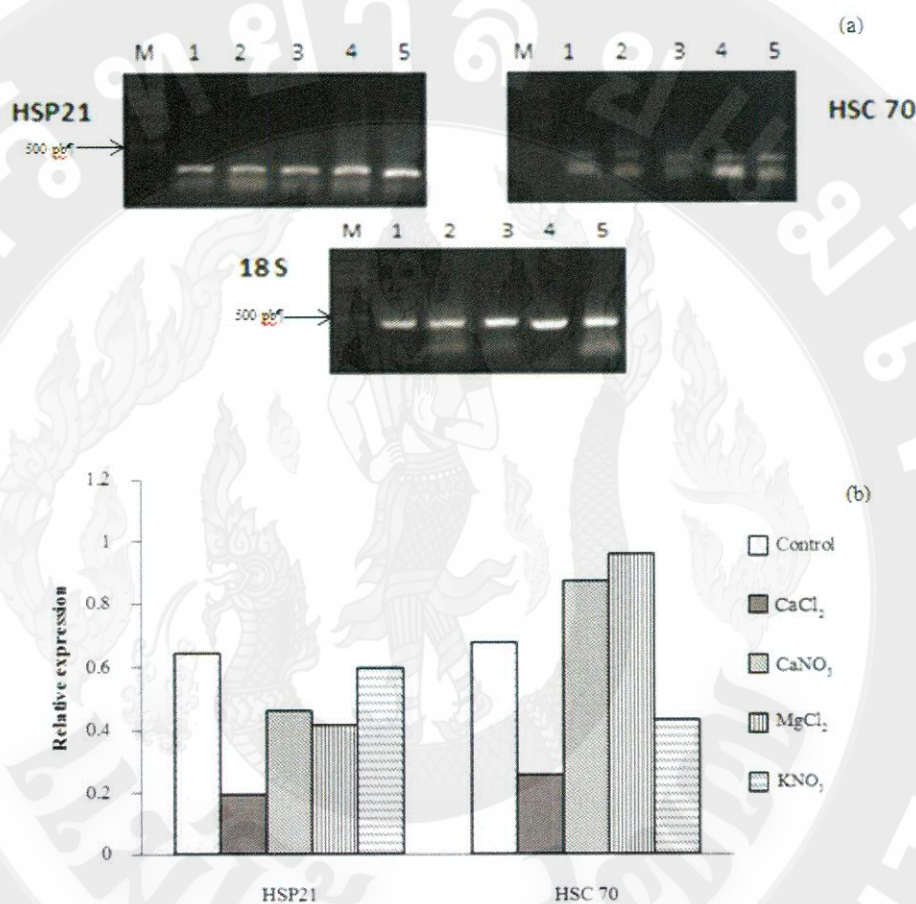 (a)
M 1 2 3 4 5
HSP21
500 pb¶
M 1 2 3 4 5
HSC 70
M 1 2 3 4 5
18 S
500 pb¶
(b)
1.2
1
0.8
0.6
0.4
0.2
0
Relative expression
HSP21
HSC 70
Control
CaCl₂
CaNO₃
MgCl₂
KNO₃